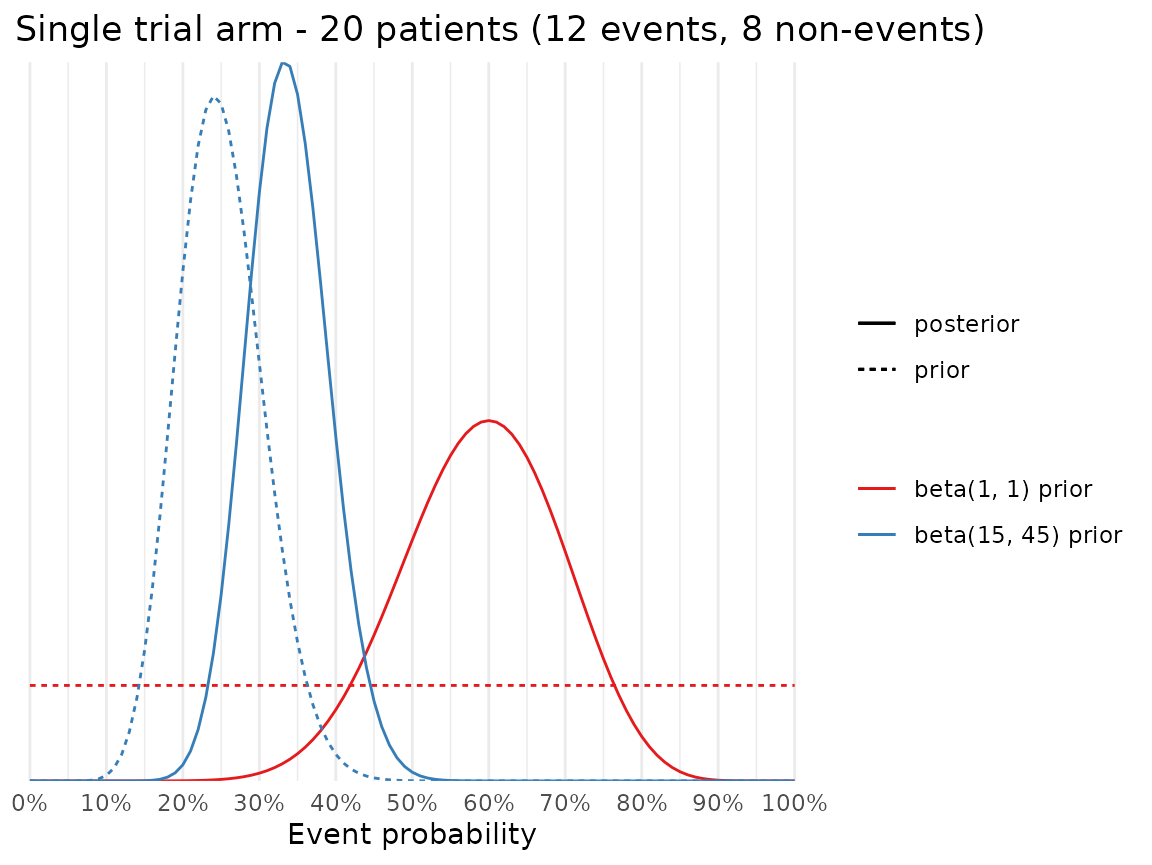 Single trial arm - 20 patients (12 events, 8 non-events)
posterior
prior
beta(1, 1) prior
beta(15, 45) prior
0% 10% 20% 30% 40% 50% 60% 70% 80% 90% 100%
Event probability